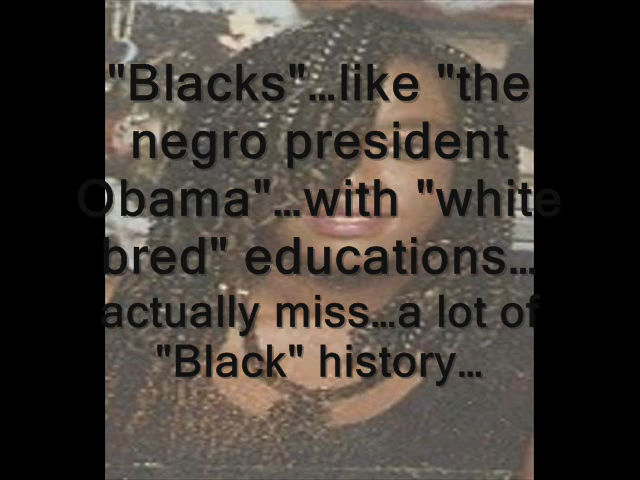 "Blacks"...like "the
negro president
Obama"...with "white
bred" educations...
actually miss...a lot of
"Black" history...